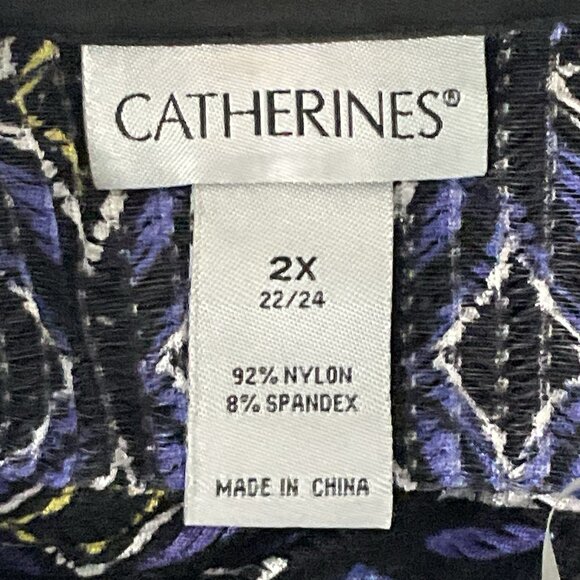 CATHERINES®
2X
22/24
92% NYLON
8% SPANDEX
MADE IN CHINA